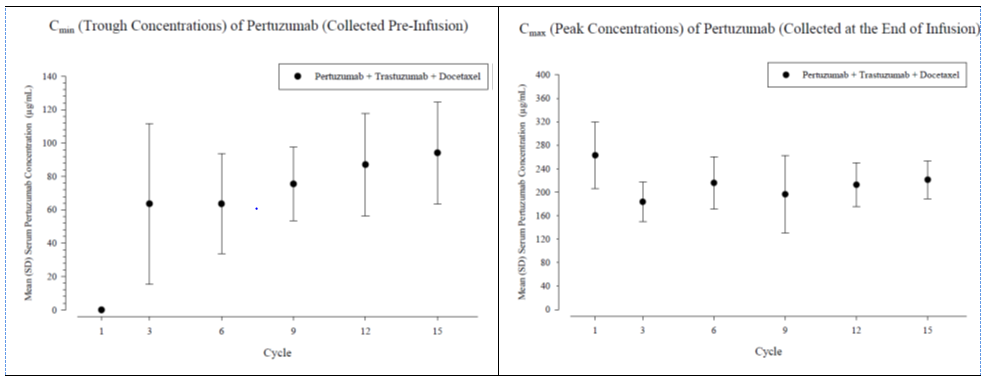 Cmin (Trough Concentrations) of Pertuzumab (Collected Pre-Infusion)
Pertuzumab + Trastuzumab + Docetaxel
Mean (SD) Serum Pertuzumab Concentration (µg/mL)
140
120
100
80
60
40
20
0
1 3 6 9 12 15
Cycle
Cmax (Peak Concentrations) of Pertuzumab (Collected at the End of Infusion)
Pertuzumab + Trastuzumab + Docetaxel
Mean (SD) Serum Pertuzumab Concentration (µg/mL)
400
360
320
280
240
200
160
120
80
40
0
1 3 6 9 12 15
Cycle